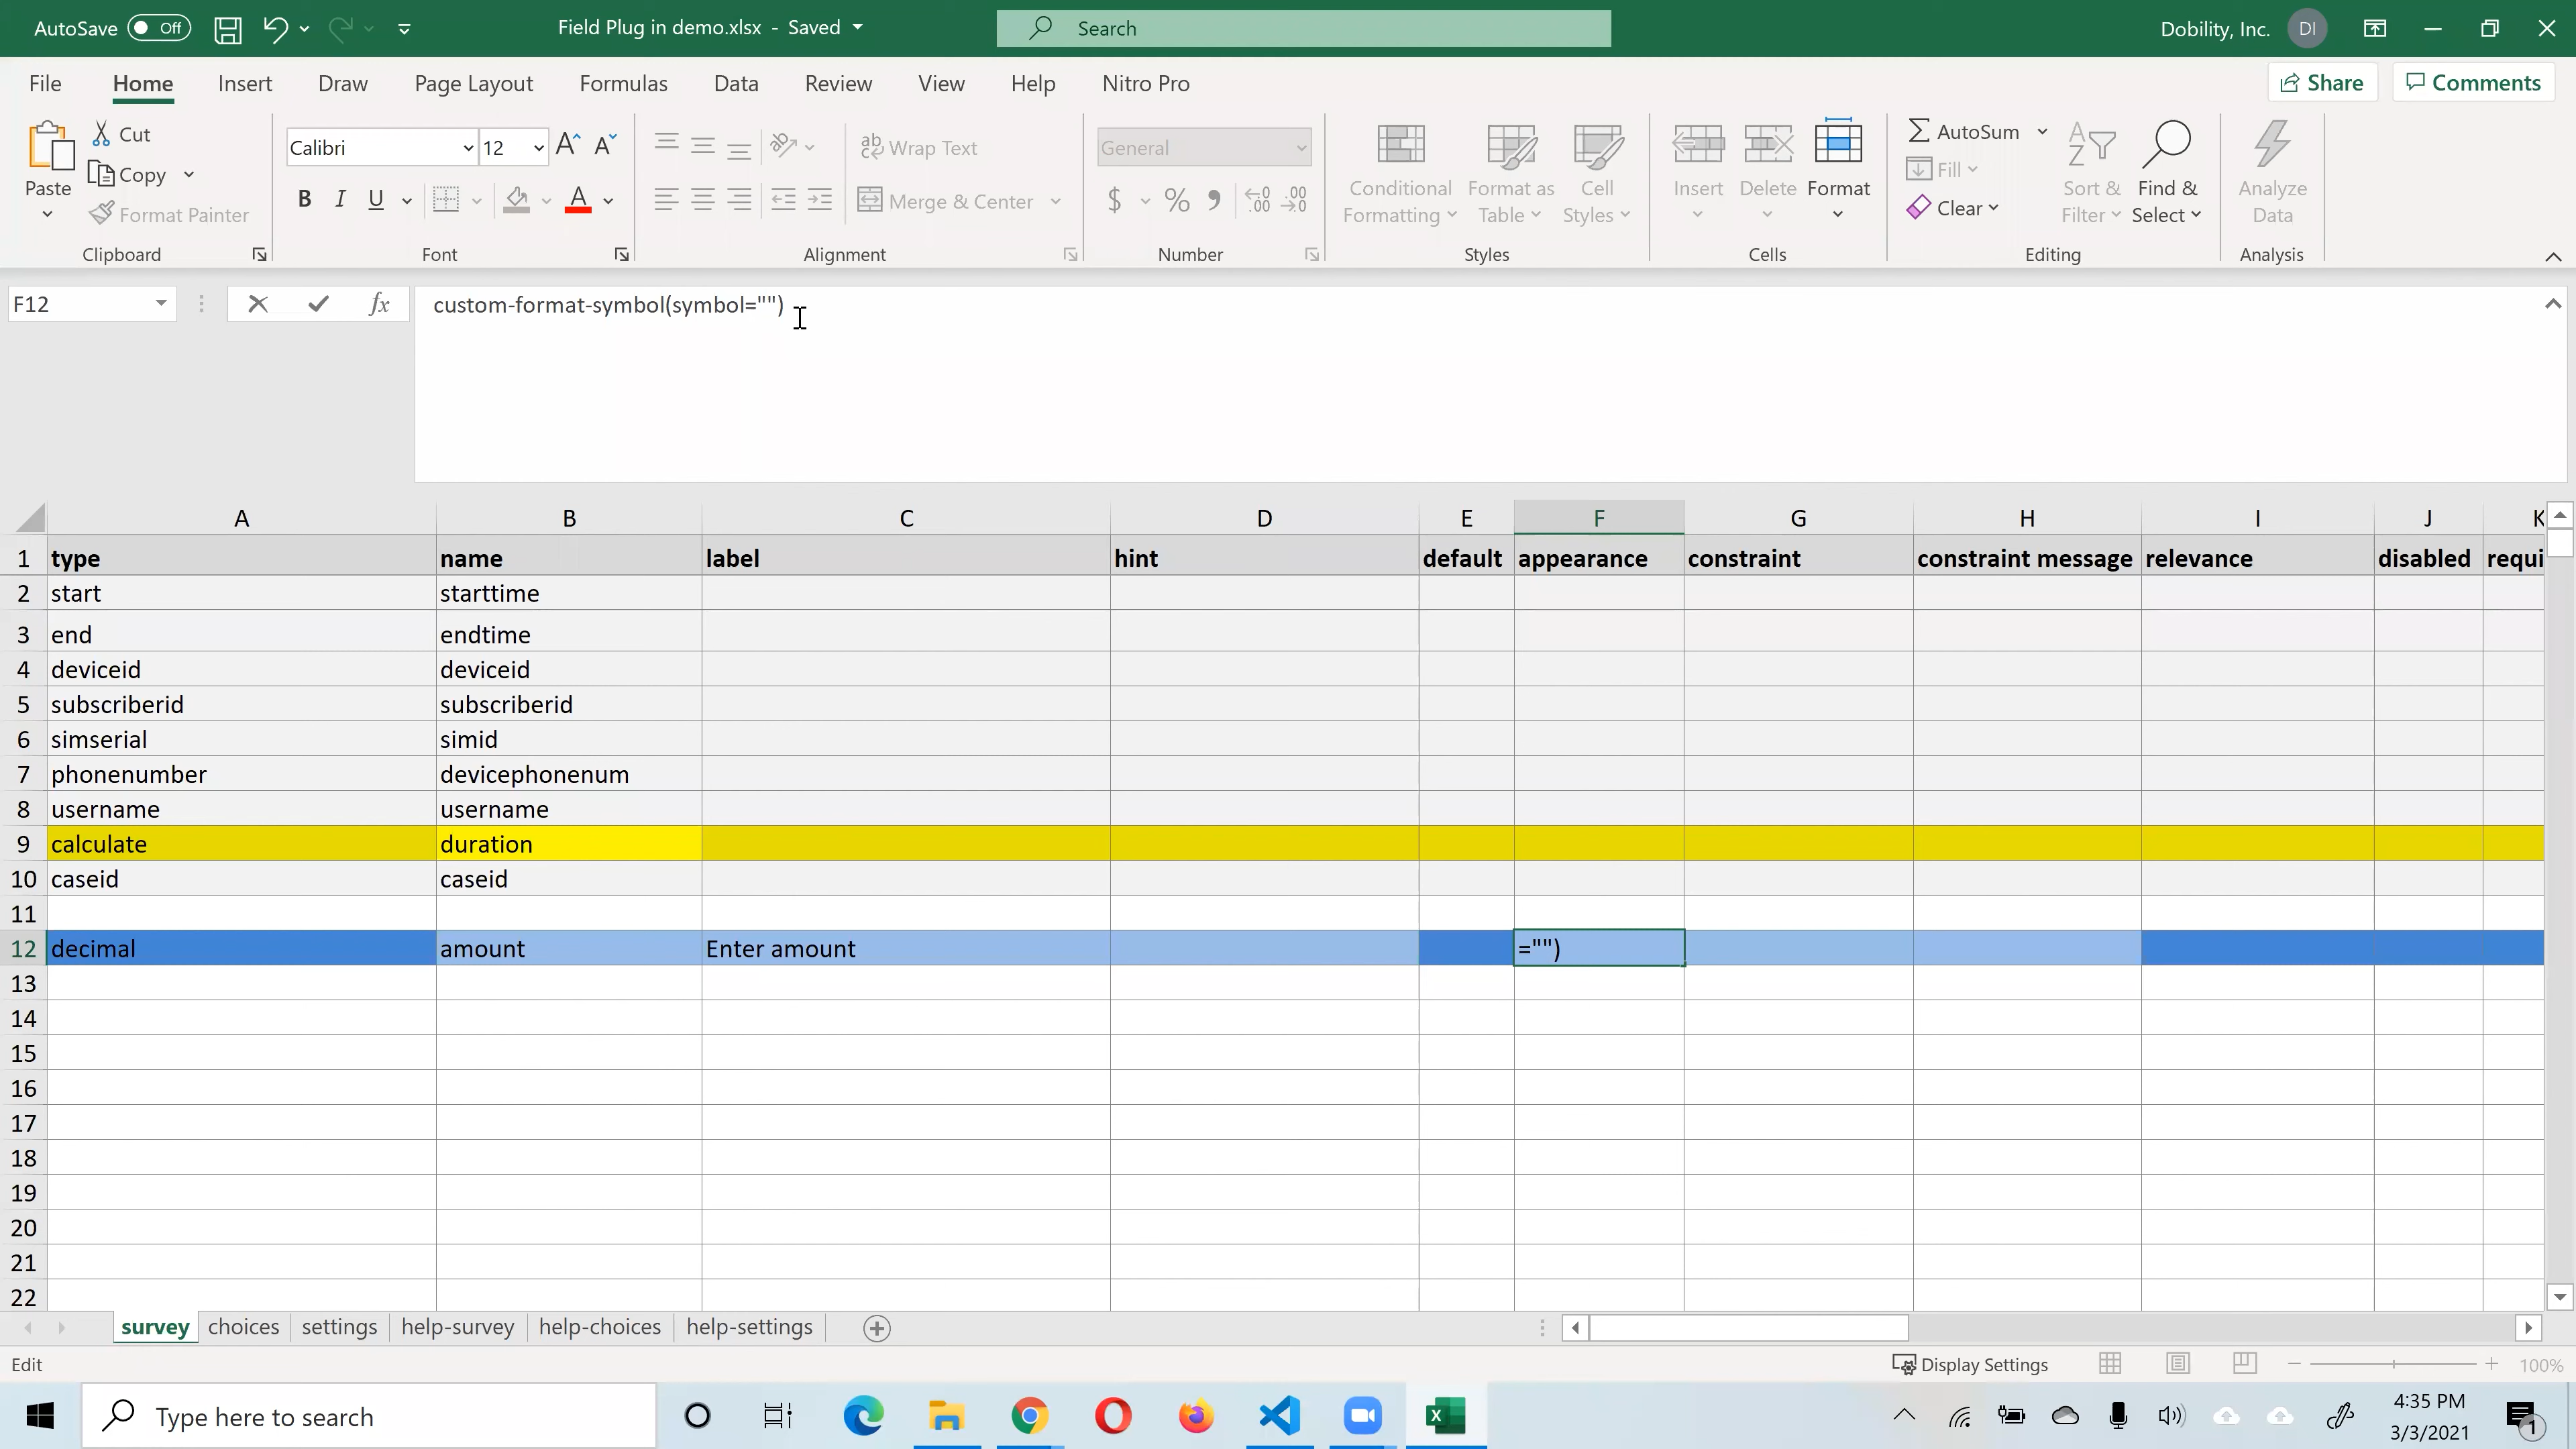 AutoSave Off Field Plug in demo.xlsx - Saved Search Dobility, Inc. DI
File Home Insert Draw Page Layout Formulas Data Review View Help Nitro Pro Share Comments
Paste Cut Copy Format Painter Clipboard
Calibri 12 A A B I U A Font
ab Wrap Text Merge & Center Alignment
General $ % , .00 .00 Number
Conditional Formatting Format as Table Cell Styles Styles
Insert Delete Format Cells
AutoSum Fill Clear Sort & Filter Find & Select Editing
Analyze Data Analysis
F12 fx custom-format-symbol(symbol="")
A B C D E F G H I J K
1 type name label hint default appearance constraint constraint message relevance disabled requi
2 start starttime
3 end endtime
4 deviceid deviceid
5 subscriberid subscriberid
6 simserial simid
7 phonenumber devicephonenum
8 username username
9 calculate duration
10 caseid caseid
11
12 decimal amount Enter amount ="")
13
14
15
16
17
18
19
20
21
22
survey choices settings help-survey help-choices help-settings
Edit Display Settings 100%
Type here to search 4:35 PM
3/3/2021 1